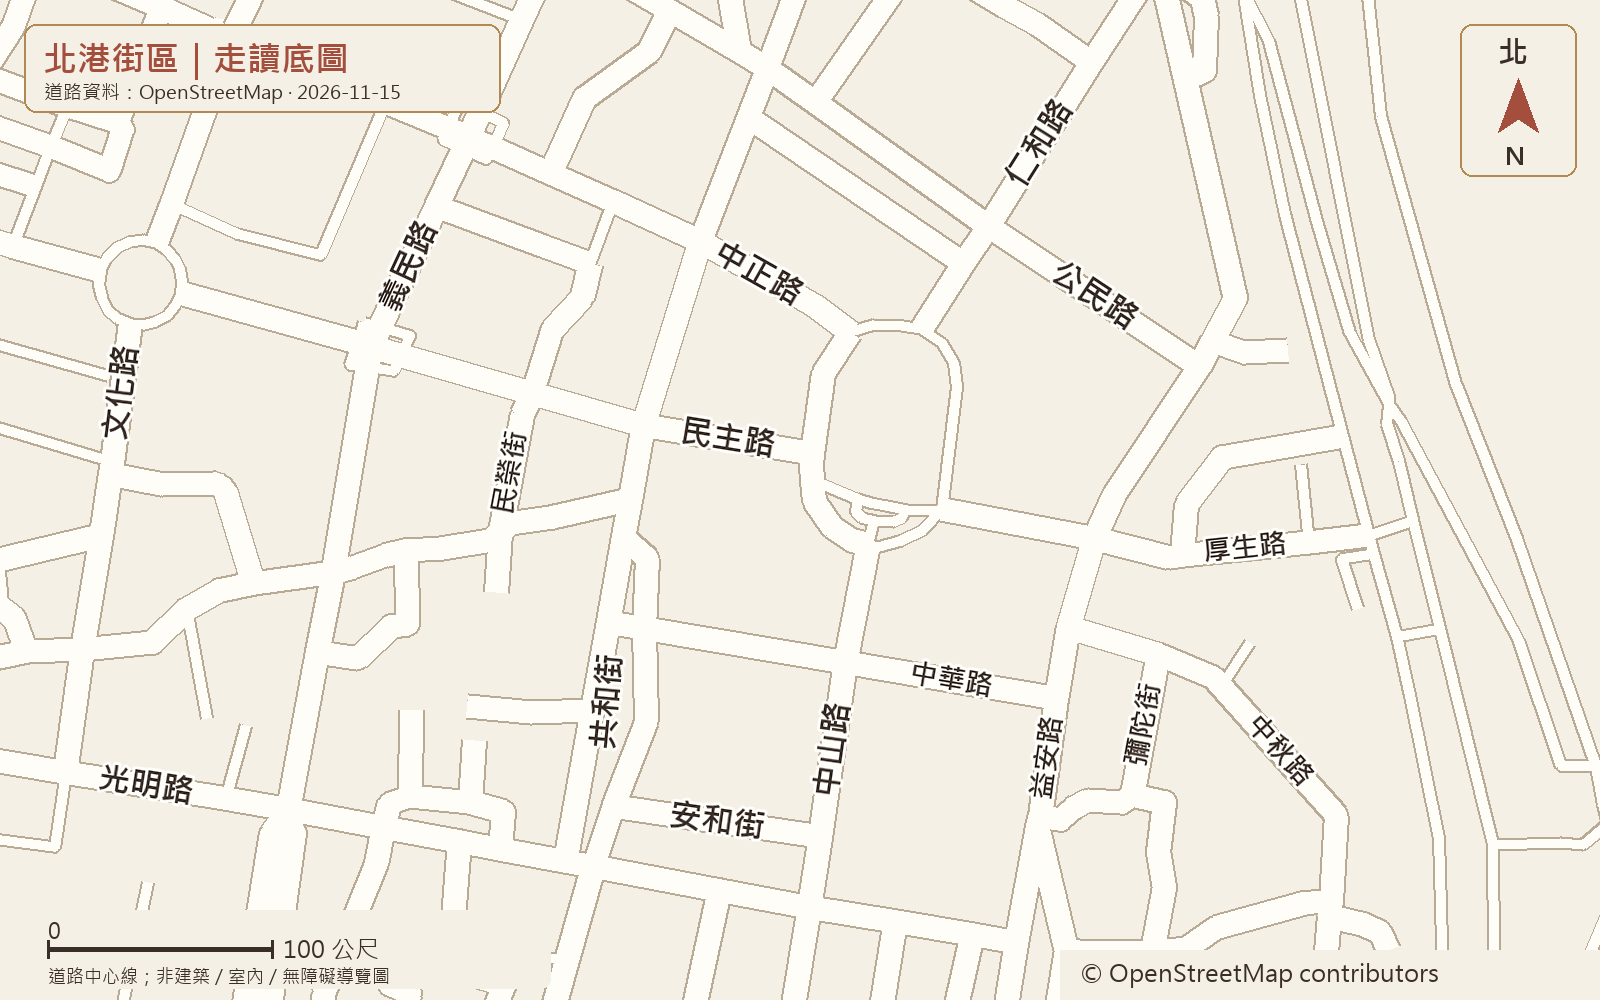 北港街區｜走讀底圖
道路資料：OpenStreetMap · 2026-11-15
北
N
仁和路
義民路
中正路
公民路
文化路
民主路
民榮街
厚生路
共和街
中華路
中山路
益安路
彌陀街
中秋路
光明路
安和街
0
100 公尺
道路中心線；非建築 / 室內 / 無障礙導覽圖
© OpenStreetMap contributors